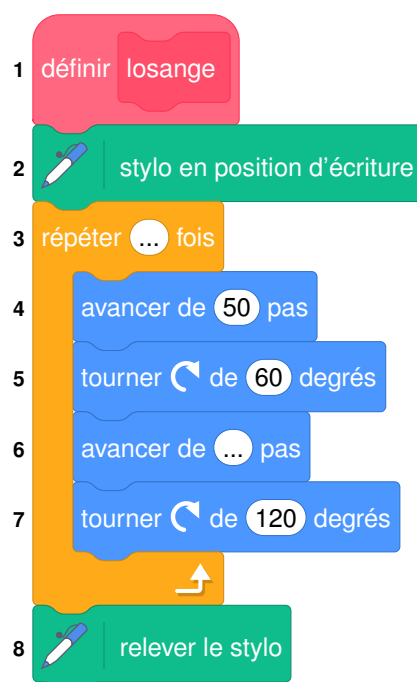 1 définir losange
2 stylo en position d'écriture
3 répéter ... fois
4 avancer de 50 pas
5 tourner de 60 degrés
6 avancer de ... pas
7 tourner de 120 degrés
8 relever le stylo